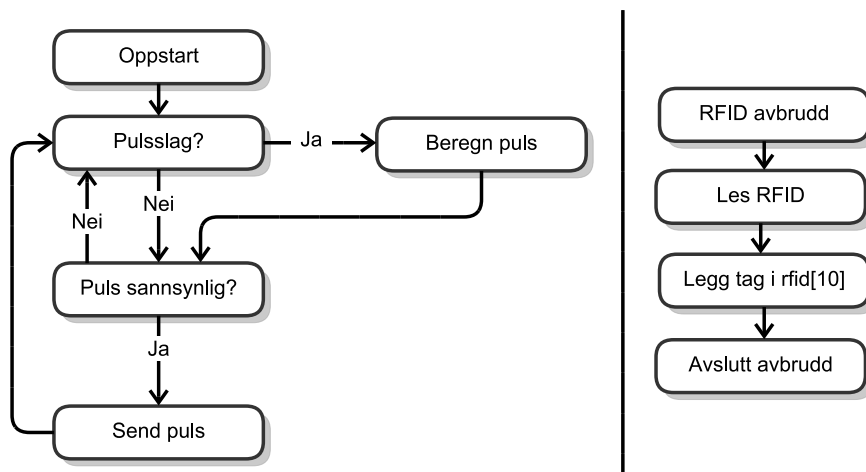 Oppstart
Pulsslag?
Ja
Beregn puls
Nei
Nei
Puls sannsynlig?
Ja
Send puls
RFID avbrudd
Les RFID
Legg tag i rfid[10]
Avslutt avbrudd